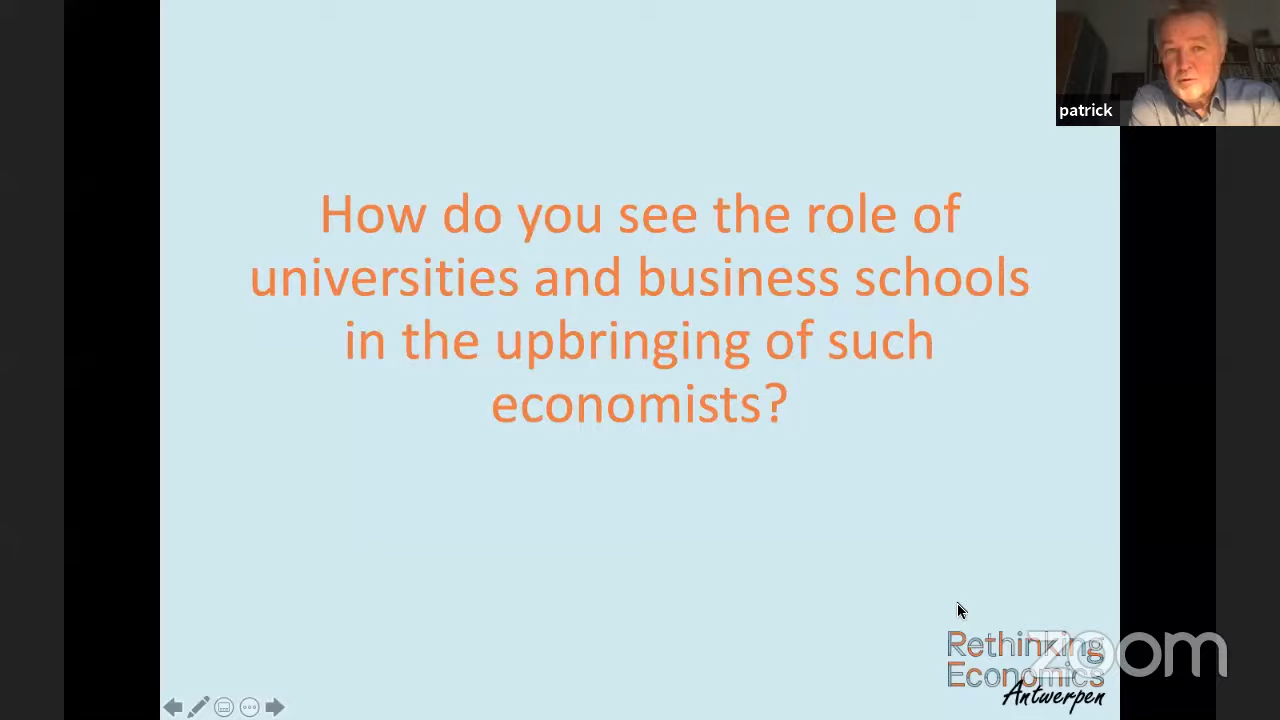 patrick
How do you see the role of
universities and business schools
in the upbringing of such
economists?
Rethinking
Economics
Antwerpen
zoom